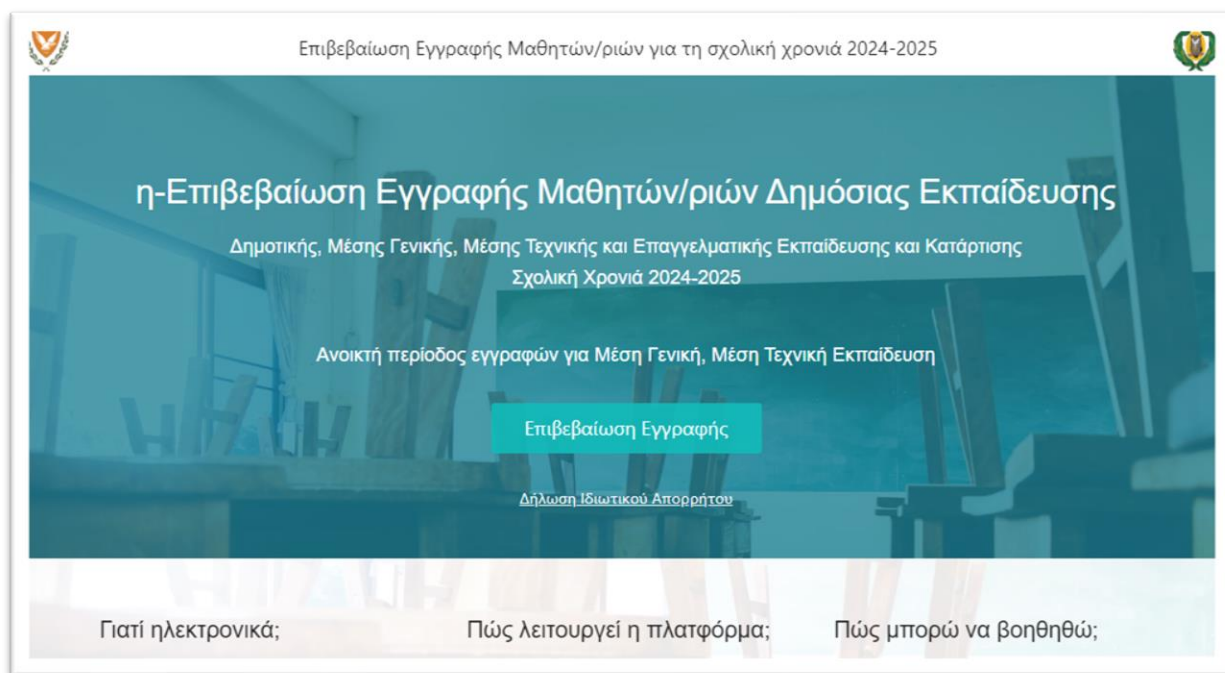 Επιβεβαίωση Εγγραφής Μαθητών/ριών για τη σχολική χρονιά 2024-2025
η-Επιβεβαίωση Εγγραφής Μαθητών/ριών Δημόσιας Εκπαίδευσης
Δημοτικής, Μέσης Γενικής, Μέσης Τεχνικής και Επαγγελματικής Εκπαίδευσης και Κατάρτισης
Σχολική Χρονιά 2024-2025
Ανοικτή περίοδος εγγραφών για Μέση Γενική, Μέση Τεχνική Εκπαίδευση
Επιβεβαίωση Εγγραφής
Δήλωση Ιδιωτικού Απορρήτου
Γιατί ηλεκτρονικά; Πώς λειτουργεί η πλατφόρμα; Πώς μπορώ να βοηθηθώ;